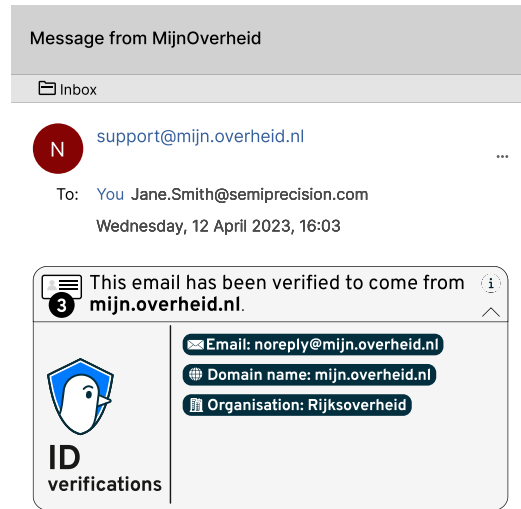 Message from MijnOverheid
Inbox
N
support@mijn.overheid.nl
...
To: You Jane.Smith@semiprecision.com
Wednesday, 12 April 2023, 16:03
3
This email has been verified to come from
mijn.overheid.nl.
i
Email: noreply@mijn.overheid.nl
Domain name: mijn.overheid.nl
Organisation: Rijksoverheid
ID
verifications